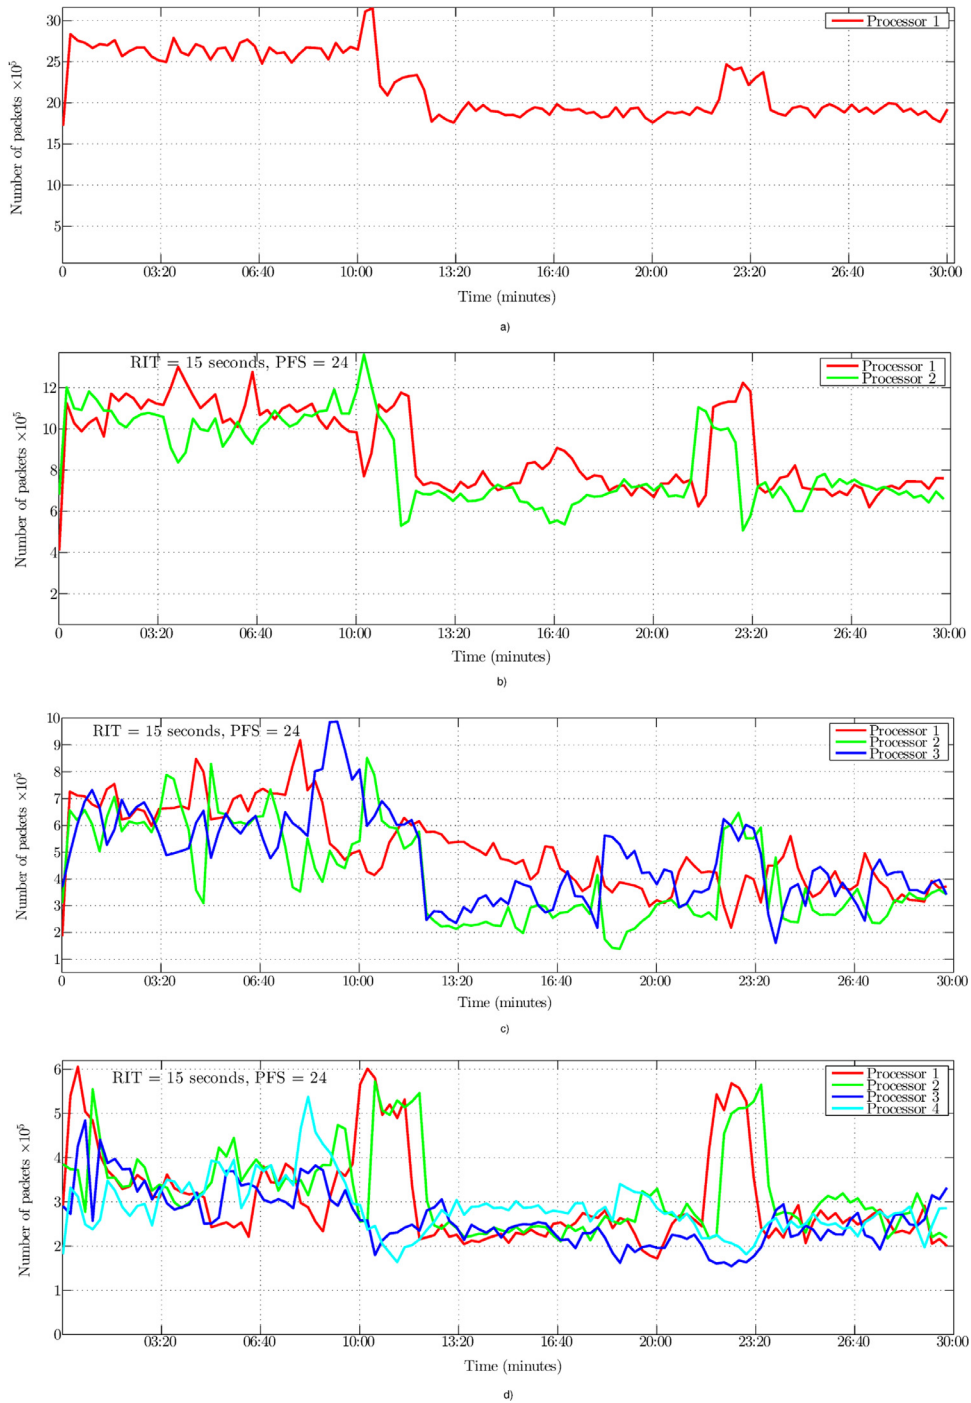 Processor 1
30
25
20
15
10
5
Number of packets ×10⁵
0 03:20 06:40 10:00 13:20 16:40 20:00 23:20 26:40 30:00
Time (minutes)
a)
RIT = 15 seconds, PFS = 24
Processor 1
Processor 2
12
10
8
6
4
2
Number of packets ×10⁵
0 03:20 06:40 10:00 13:20 16:40 20:00 23:20 26:40 30:00
Time (minutes)
b)
RIT = 15 seconds, PFS = 24
Processor 1
Processor 2
Processor 3
10
9
8
7
6
5
4
3
2
1
Number of packets ×10⁵
0 03:20 06:40 10:00 13:20 16:40 20:00 23:20 26:40 30:00
Time (minutes)
c)
RIT = 15 seconds, PFS = 24
Processor 1
Processor 2
Processor 3
Processor 4
6
5
4
3
2
1
0
Number of packets ×10⁵
03:20 06:40 10:00 13:20 16:40 20:00 23:20 26:40 30:00
Time (minutes)
d)